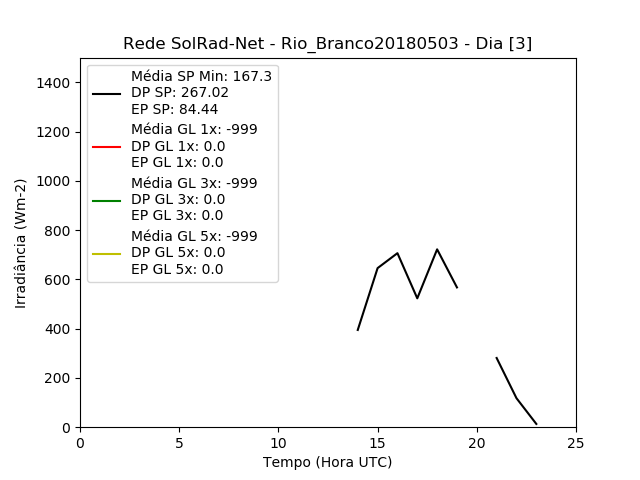 Rede SolRad-Net - Rio_Branco20180503 - Dia [3]
Média SP Min: 167.3
DP SP: 267.02
EP SP: 84.44
Média GL 1x: -999
DP GL 1x: 0.0
EP GL 1x: 0.0
Média GL 3x: -999
DP GL 3x: 0.0
EP GL 3x: 0.0
Média GL 5x: -999
DP GL 5x: 0.0
EP GL 5x: 0.0
Irradiância (Wm-2)
1400
1200
1000
800
600
400
200
0
0 5 10 15 20 25
Tempo (Hora UTC)